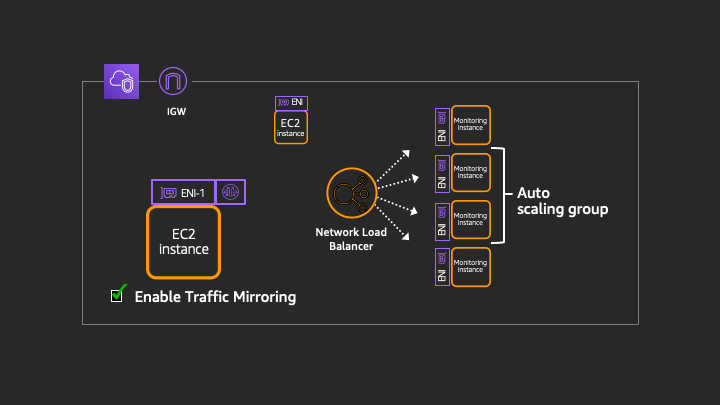 IGW
ENI
EC2
instance
ENI-1
EC2
instance
Enable Traffic Mirroring
Network Load
Balancer
ENI
Monitoring
Instance
ENI
Monitoring
Instance
ENI
Monitoring
Instance
ENI
Monitoring
Instance
Auto
scaling group